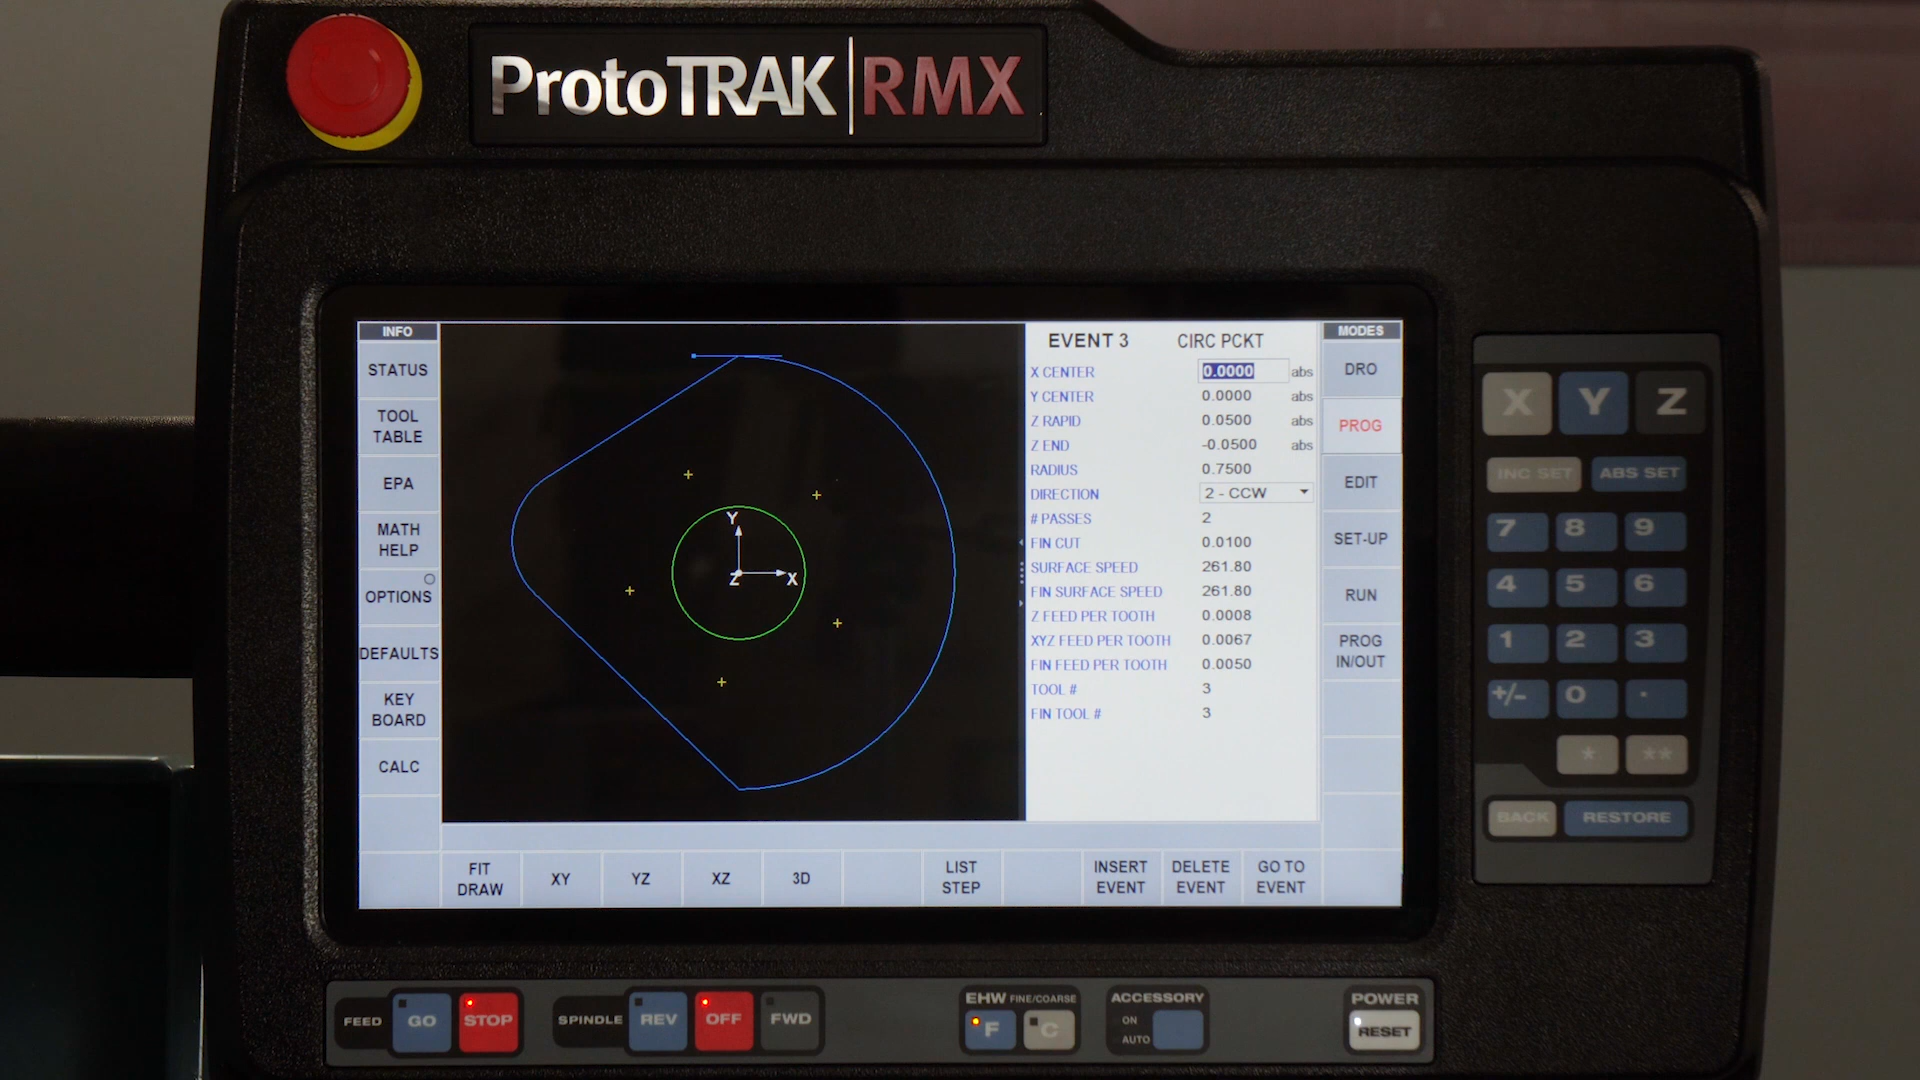 ProtoTRAK RMX
INFO
STATUS
TOOL
TABLE
EPA
MATH
HELP
OPTIONS
DEFAULTS
KEY
BOARD
CALC
Y
X
Z
EVENT 3 CIRC PCKT
X CENTER 0.0000 abs
Y CENTER 0.0000 abs
Z RAPID 0.0500 abs
Z END -0.0500 abs
RADIUS 0.7500
DIRECTION 2 - CCW
# PASSES 2
FIN CUT 0.0100
SURFACE SPEED 261.80
FIN SURFACE SPEED 261.80
Z FEED PER TOOTH 0.0008
XYZ FEED PER TOOTH 0.0067
FIN FEED PER TOOTH 0.0050
TOOL # 3
FIN TOOL # 3
MODES
DRO
PROG
EDIT
SET-UP
RUN
PROG
IN/OUT
FIT
DRAW
XY
YZ
XZ
3D
LIST
STEP
INSERT
EVENT
DELETE
EVENT
GO TO
EVENT
X Y Z
INC SET ABS SET
7 8 9
4 5 6
1 2 3
+/- 0 .
* **
BACK RESTORE
FEED GO STOP
SPINDLE REV OFF FWD
EHW FINE/COARSE
F C
ACCESSORY
ON
AUTO
POWER
RESET